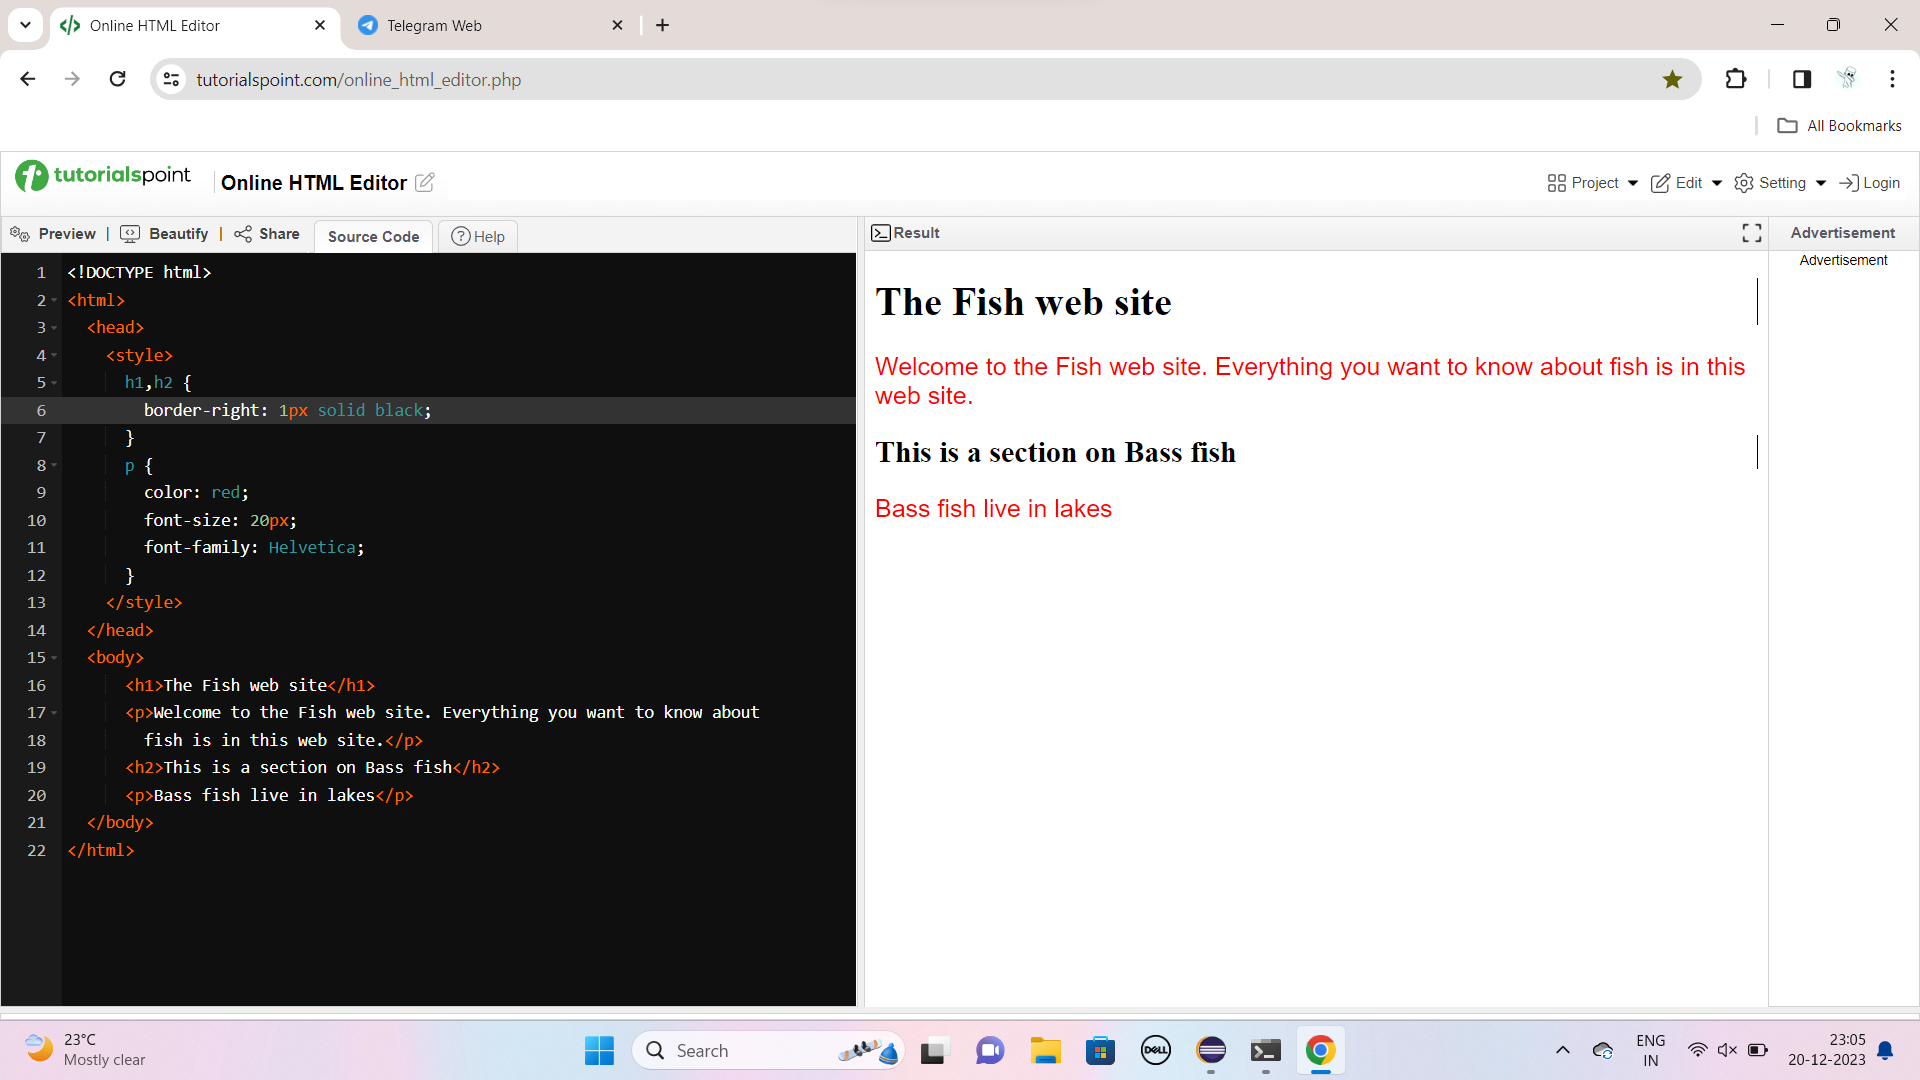 Online HTML Editor
Telegram Web
tutorialspoint.com/online_html_editor.php
All Bookmarks
tutorialspoint
Online HTML Editor
Project
Edit
Setting
Login
Preview | Beautify | Share
Source Code
Help
Result
Advertisement
1 <!DOCTYPE html>
2 <html>
3 <head>
4 <style>
5 h1,h2 {
6 border-right: 1px solid black;
7 }
8 p {
9 color: red;
10 font-size: 20px;
11 font-family: Helvetica;
12 }
13 </style>
14 </head>
15 <body>
16 <h1>The Fish web site</h1>
17 <p>Welcome to the Fish web site. Everything you want to know about
18 fish is in this web site.</p>
19 <h2>This is a section on Bass fish</h2>
20 <p>Bass fish live in lakes</p>
21 </body>
22 </html>
The Fish web site
Welcome to the Fish web site. Everything you want to know about fish is in this
web site.
This is a section on Bass fish
Bass fish live in lakes
Advertisement
23°C
Mostly clear
Search
DELL
ENG
IN
23:05
20-12-2023